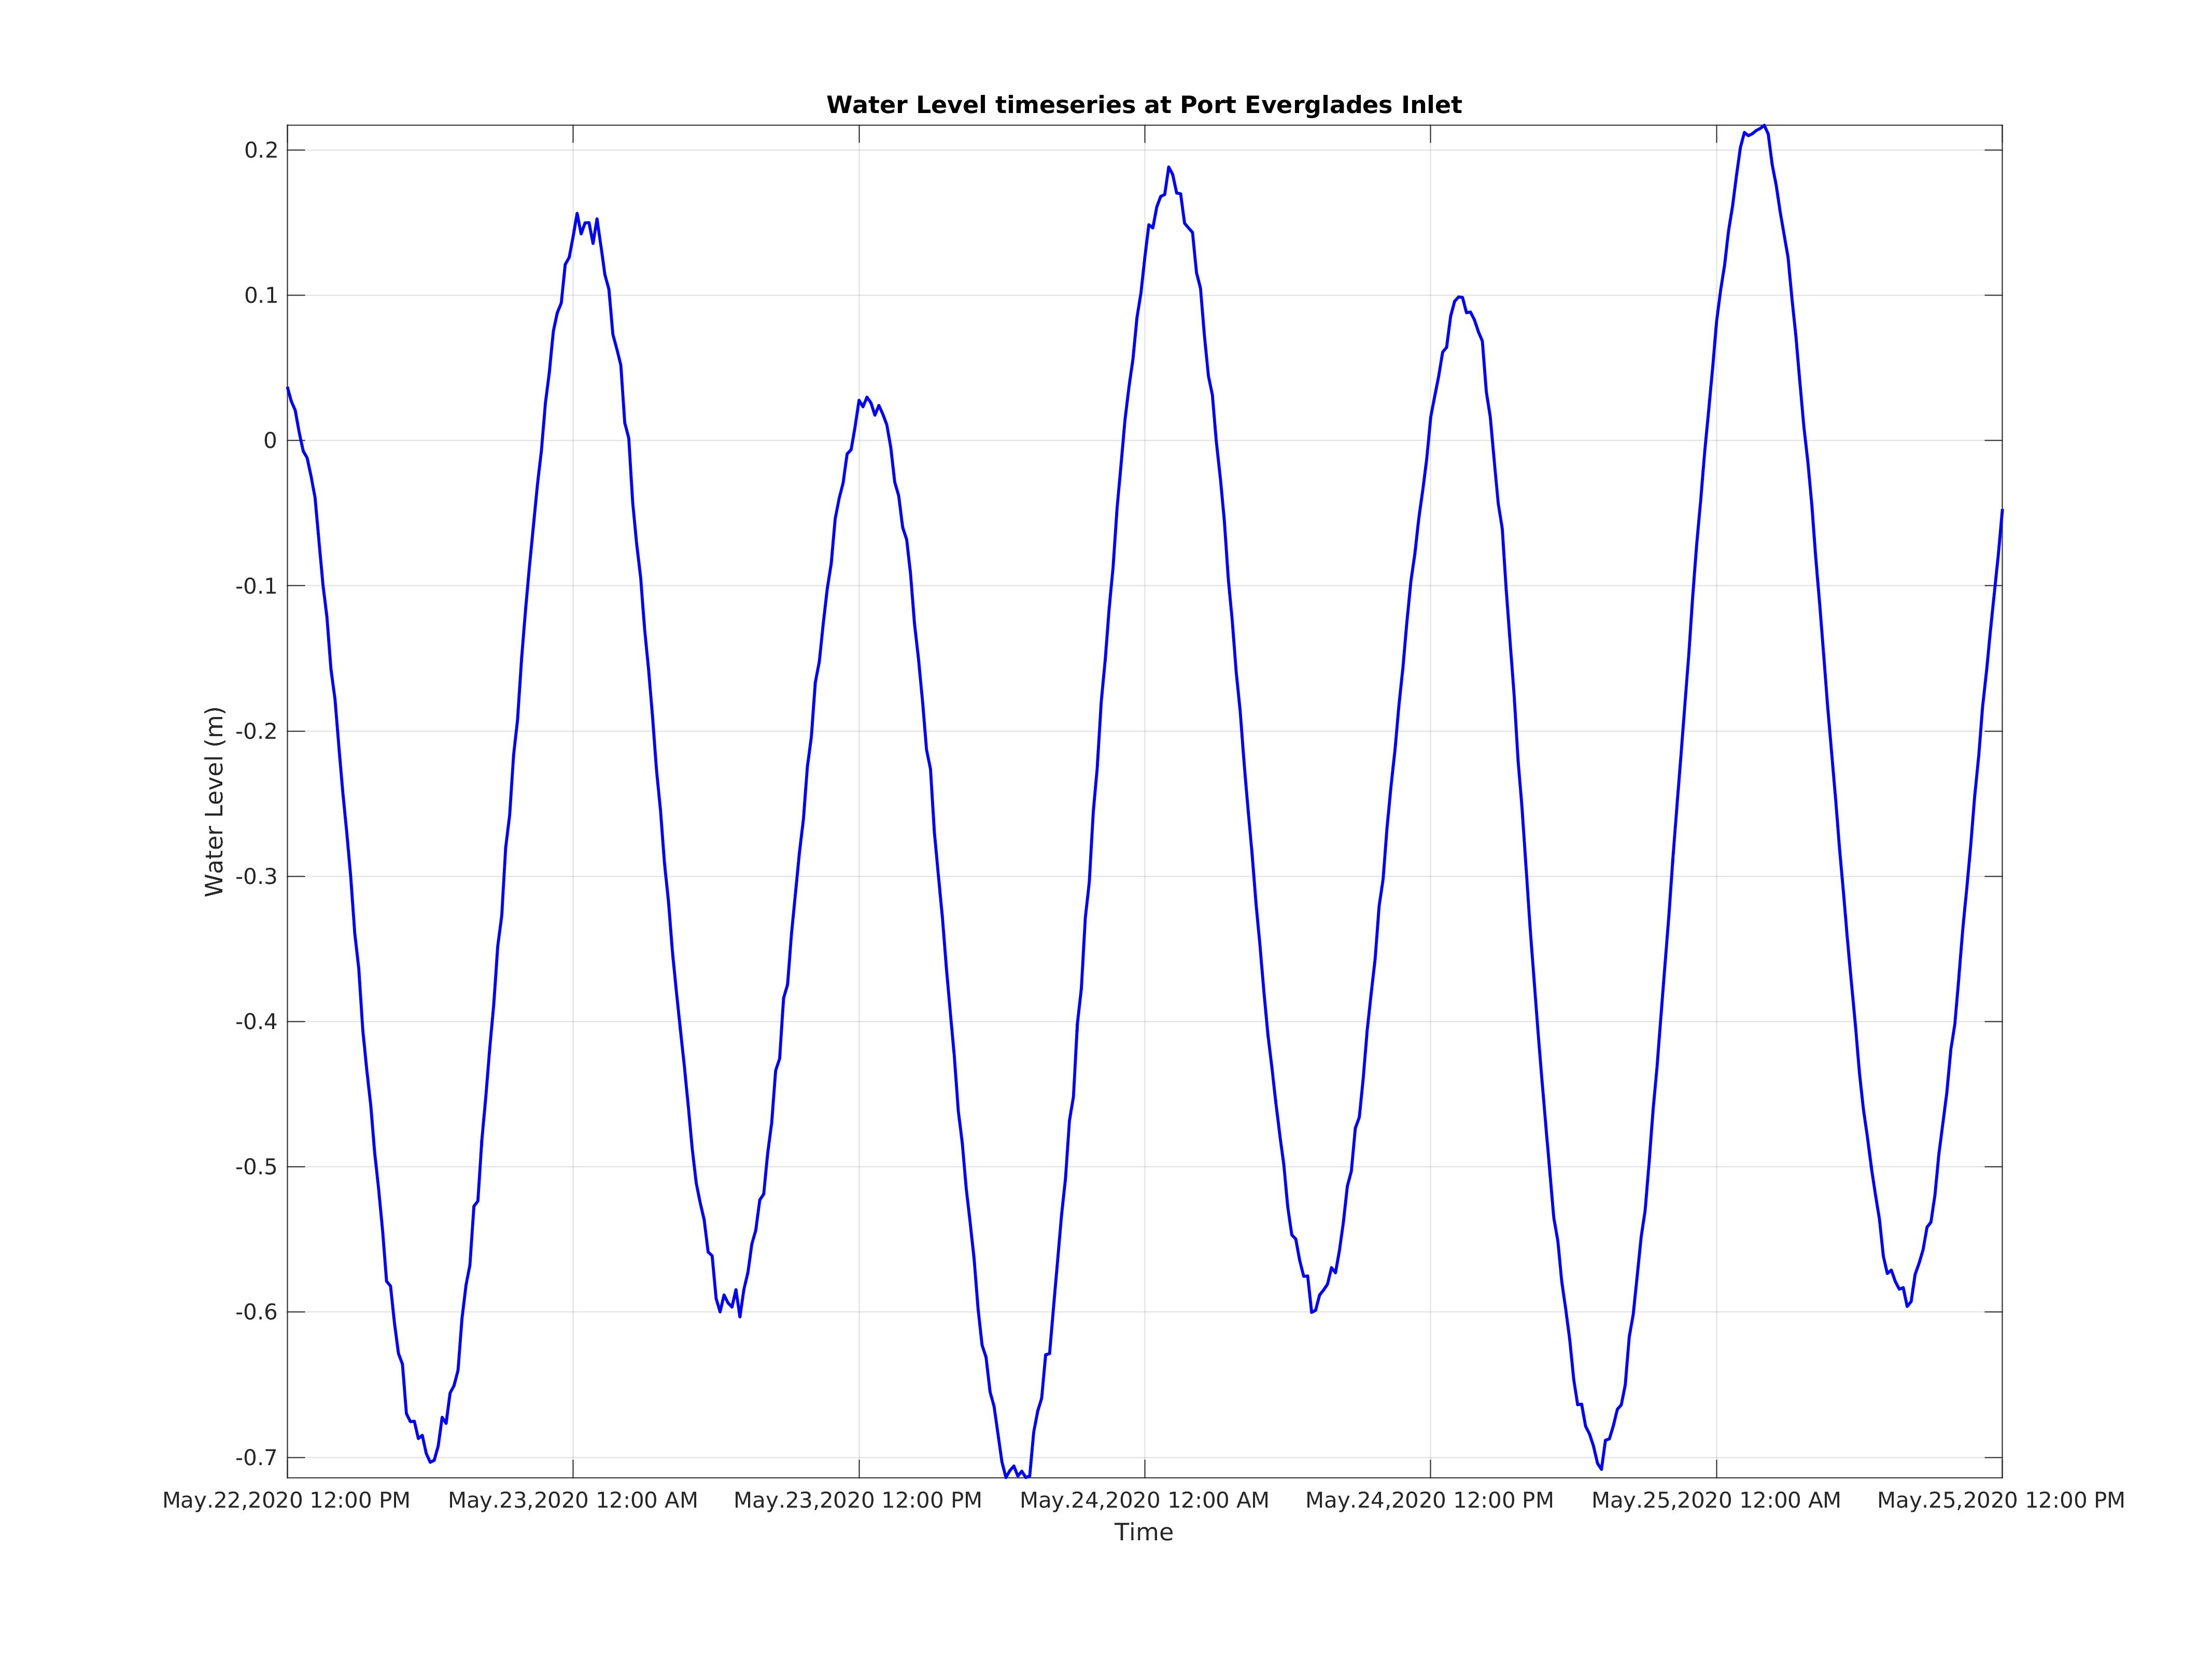 Water Level timeseries at Port Everglades Inlet
0.2
0.1
0
-0.1
-0.2
-0.3
-0.4
-0.5
-0.6
-0.7
Water Level (m)
May.22,2020 12:00 PM
May.23,2020 12:00 AM
May.23,2020 12:00 PM
May.24,2020 12:00 AM
May.24,2020 12:00 PM
May.25,2020 12:00 AM
May.25,2020 12:00 PM
Time